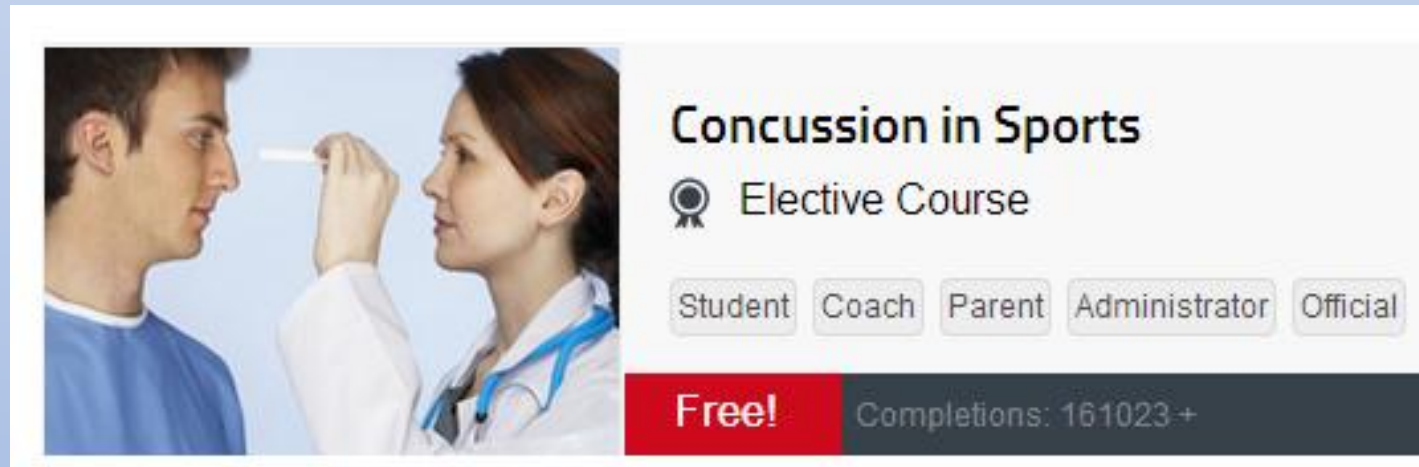 Concussion in Sports
Elective Course
Student Coach Parent Administrator Official
Free! Completions: 161023 +